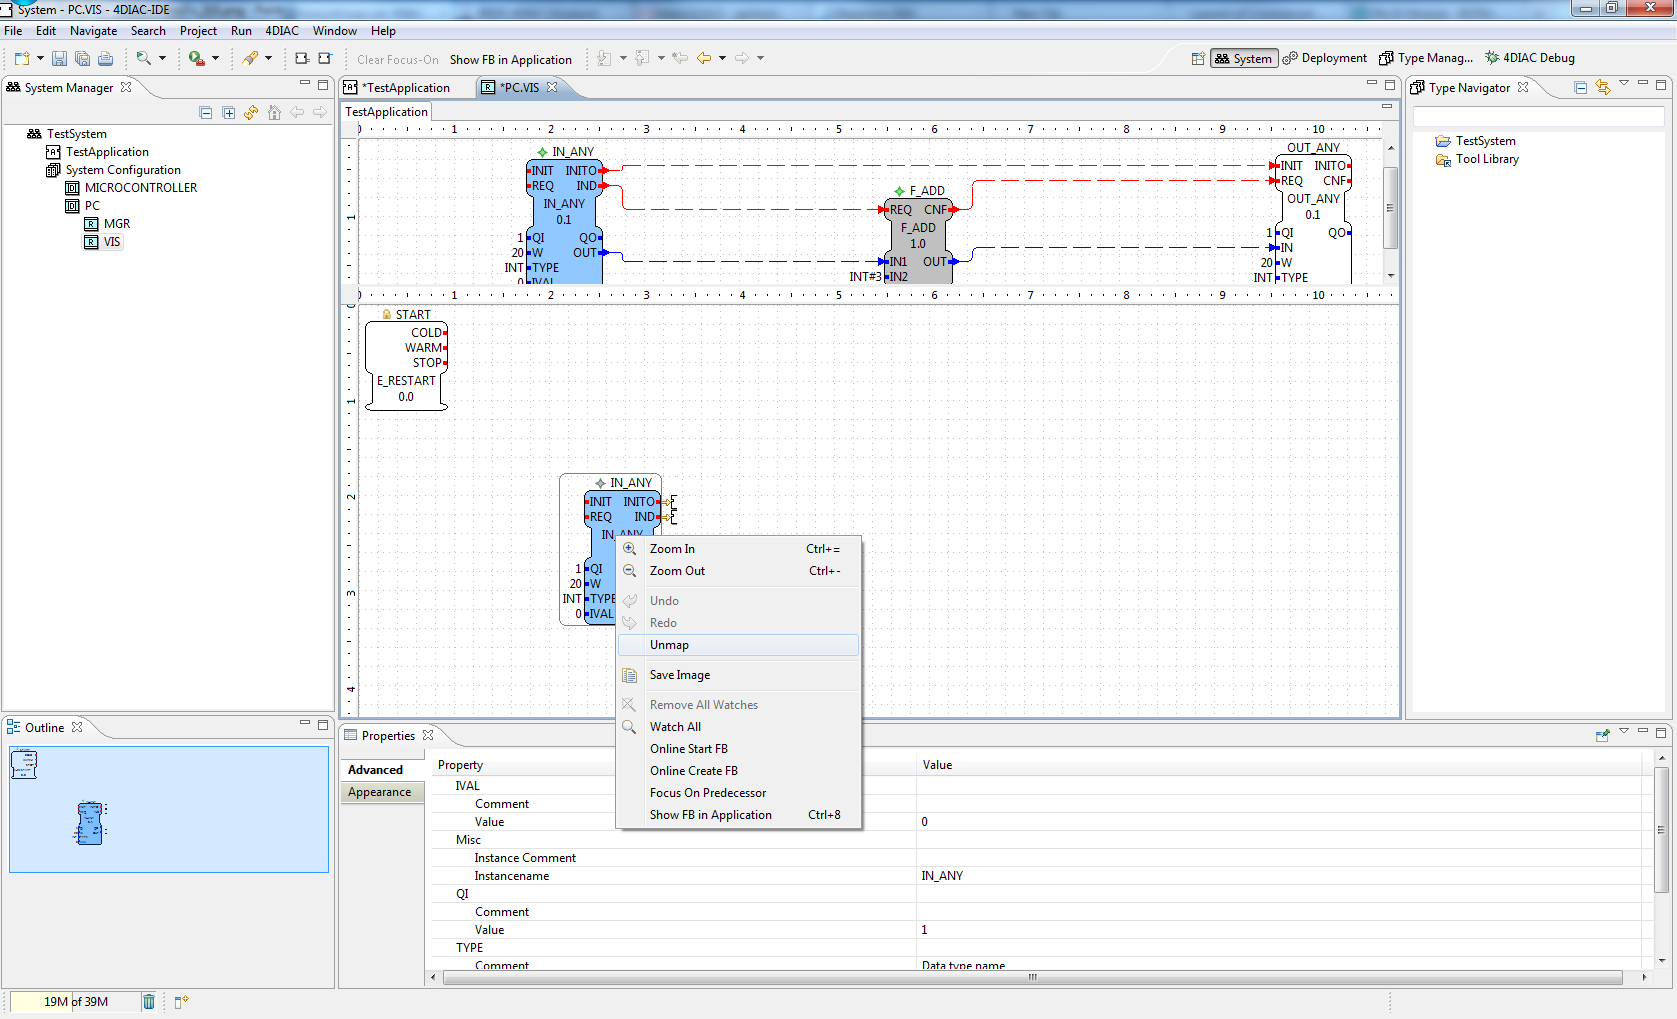 System - PC.VIS - 4DIAC-IDE
File Edit Navigate Search Project Run 4DIAC Window Help
Clear Focus-On Show FB in Application System Deployment Type Manag... 4DIAC Debug
System Manager
TestSystem
TestApplication
System Configuration
MICROCONTROLLER
PC
MGR
VIS
*TestApplication *PC.VIS
TestApplication
1 2 3 4 5 6 7 8 9 10
1
IN_ANY
INIT INITO
REQ IND
IN_ANY
0.1
1 QI QO
20 W OUT
INT TYPE
0 IVAL
F_ADD
REQ CNF
F_ADD
1.0
IN1 OUT
INT#3 IN2
OUT_ANY
INIT INITO
REQ CNF
OUT_ANY
0.1
1 QI QO
IN
20 W
INT TYPE
1 2 3 4 5 6 7 8 9 10
0
1
2
3
4
START
COLD
WARM
STOP
E_RESTART
0.0
IN_ANY
INIT INITO
REQ IND
IN_ANY
1 QI
20 W
INT TYPE
0 IVAL
Zoom In Ctrl+=
Zoom Out Ctrl+-
Undo
Redo
Unmap
Save Image
Remove All Watches
Watch All
Online Start FB
Online Create FB
Focus On Predecessor
Show FB in Application Ctrl+8
Type Navigator
TestSystem
Tool Library
Outline
Properties
Advanced
Appearance
Property Value
IVAL
Comment
Value 0
Misc
Instance Comment
Instancename IN_ANY
QI
Comment
Value 1
TYPE
Comment Data type name
19M of 39M